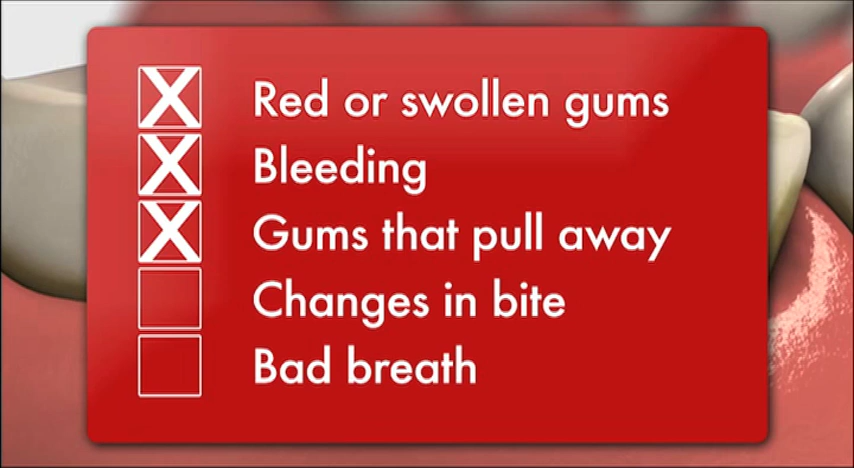 Red or swollen gums
Bleeding
Gums that pull away
Changes in bite
Bad breath